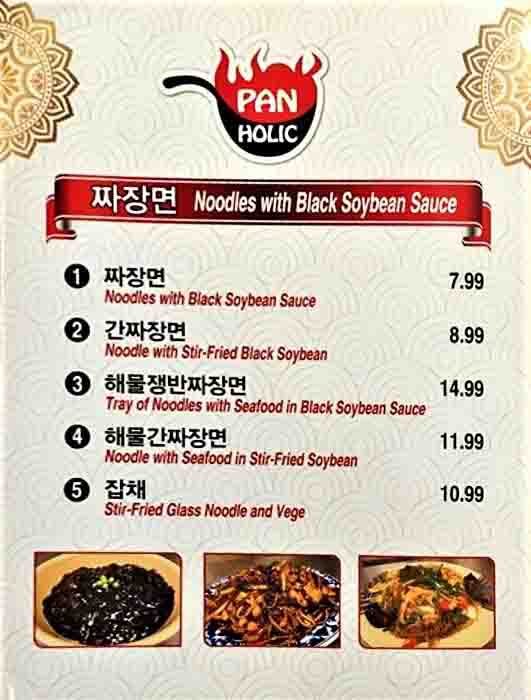 PAN
HOLIC
짜장면 Noodles with Black Soybean Sauce
1 짜장면 7.99
Noodles with Black Soybean Sauce
2 간짜장면 8.99
Noodle with Stir-Fried Black Soybean
3 해물쟁반짜장면 14.99
Tray of Noodles with Seafood in Black Soybean Sauce
4 해물간짜장면 11.99
Noodle with Seafood in Stir-Fried Soybean
5 잡채 10.99
Stir-Fried Glass Noodle and Vege